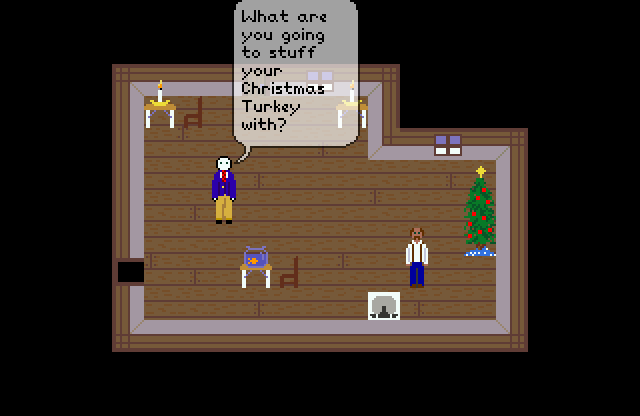 What are
you going
to stuff
your
Christmas
Turkey
with?